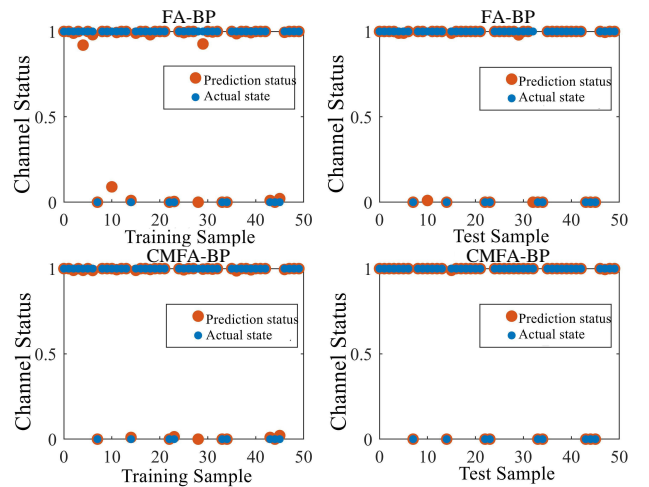 FA-BP
FA-BP
1
0.5
0
Channel Status
Prediction status
Actual state
0 10 20 30 40 50
Training Sample
1
0.5
0
Channel Status
Prediction status
Actual state
0 10 20 30 40 50
Test Sample
CMFA-BP
CMFA-BP
1
0.5
0
Channel Status
Prediction status
Actual state
0 10 20 30 40 50
Training Sample
1
0.5
0
Channel Status
Prediction status
Actual state
0 10 20 30 40 50
Test Sample